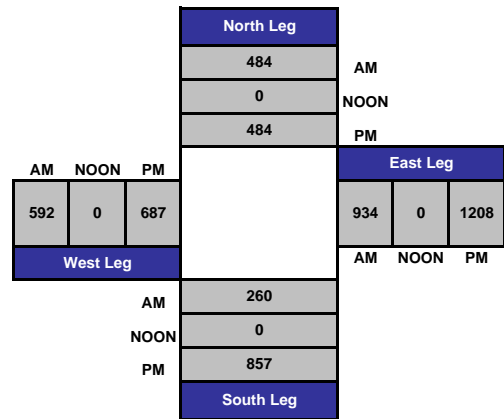 North Leg
484 AM
0 NOON
484 PM
AM NOON PM East Leg
592 0 687 934 0 1208
West Leg AM NOON PM
AM 260
NOON 0
PM 857
South Leg